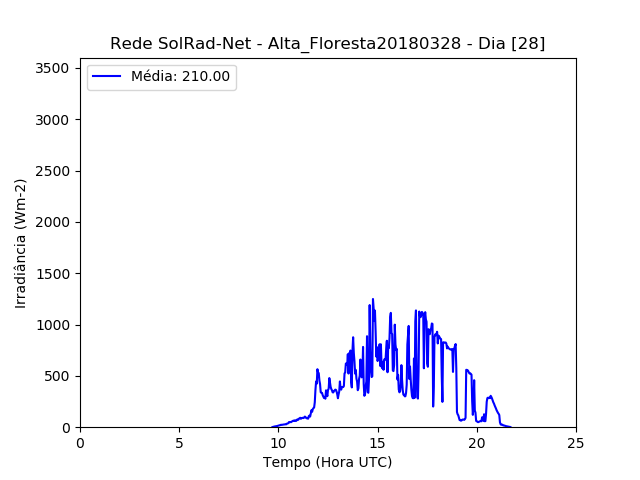 Rede SolRad-Net - Alta_Floresta20180328 - Dia [28]
Média: 210.00
3500
3000
2500
2000
1500
1000
500
0
Irradiância (Wm-2)
0 5 10 15 20 25
Tempo (Hora UTC)